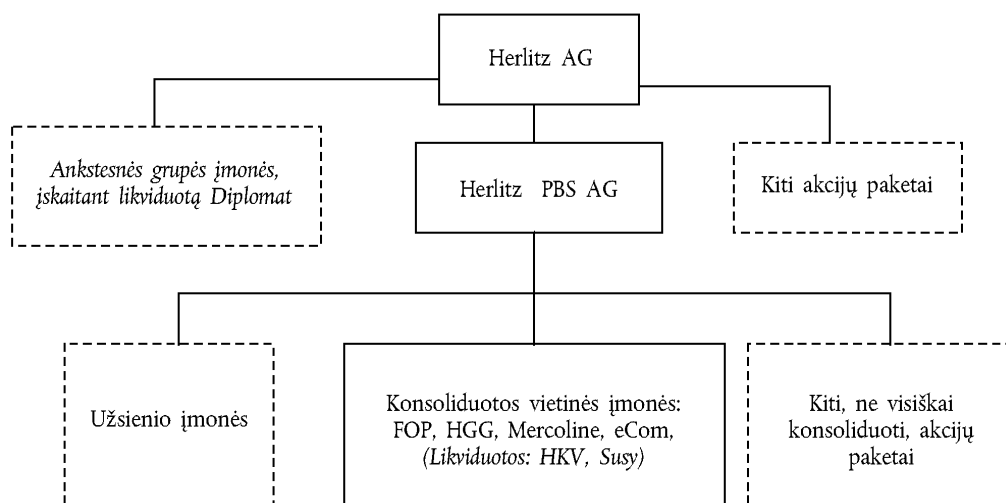 Herlitz AG
Ankstesnės grupės įmonės,
įskaitant likviduotą Diplomat
Herlitz PBS AG
Kiti akcijų paketai
Užsienio įmonės
Konsoliduotos vietinės įmonės:
FOP, HGG, Mercoline, eCom,
(Likviduotos: HKV, Susy)
Kiti, ne visiškai
konsoliduoti, akcijų
paketai